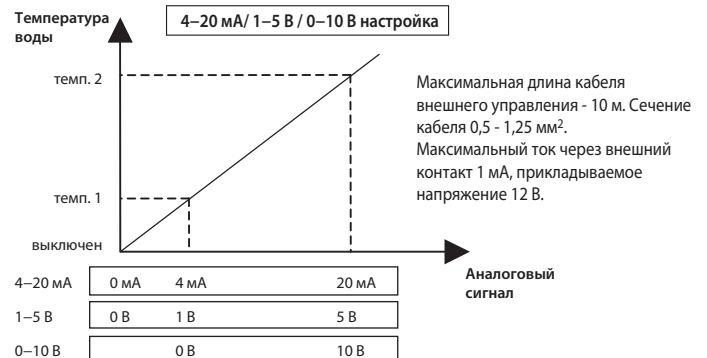 Температура
воды
4–20 мА/ 1–5 В / 0–10 В настройка
темп. 2
Максимальная длина кабеля
внешнего управления - 10 м. Сечение
кабеля 0,5 - 1,25 мм².
Максимальный ток через внешний
контакт 1 мА, прикладываемое
напряжение 12 В.
темп. 1
выключен
Аналоговый
сигнал
4–20 мА 0 мА 4 мА 20 мА
1–5 В 0 В 1 В 5 В
0–10 В 0 В 10 В